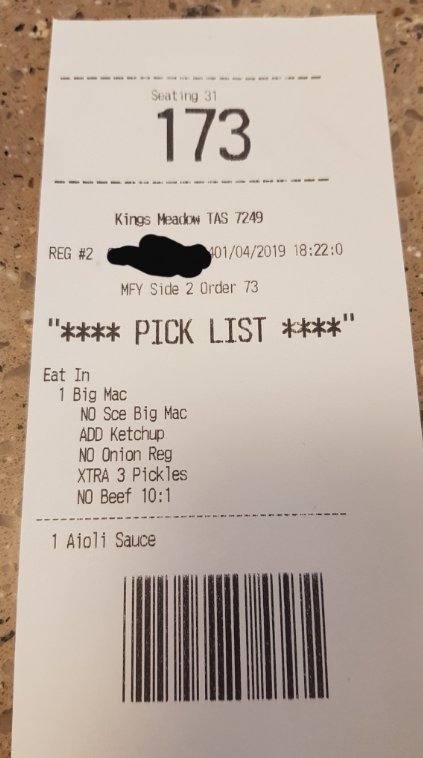 Seating 31
173
Kings Meadow TAS 7249
REG #2 01/04/2019 18:22:0
MFY Side 2 Order 73
"**** PICK LIST ****"
Eat In
1 Big Mac
NO Sce Big Mac
ADD Ketchup
NO Onion Reg
XTRA 3 Pickles
NO Beef 10:1
1 Aioli Sauce